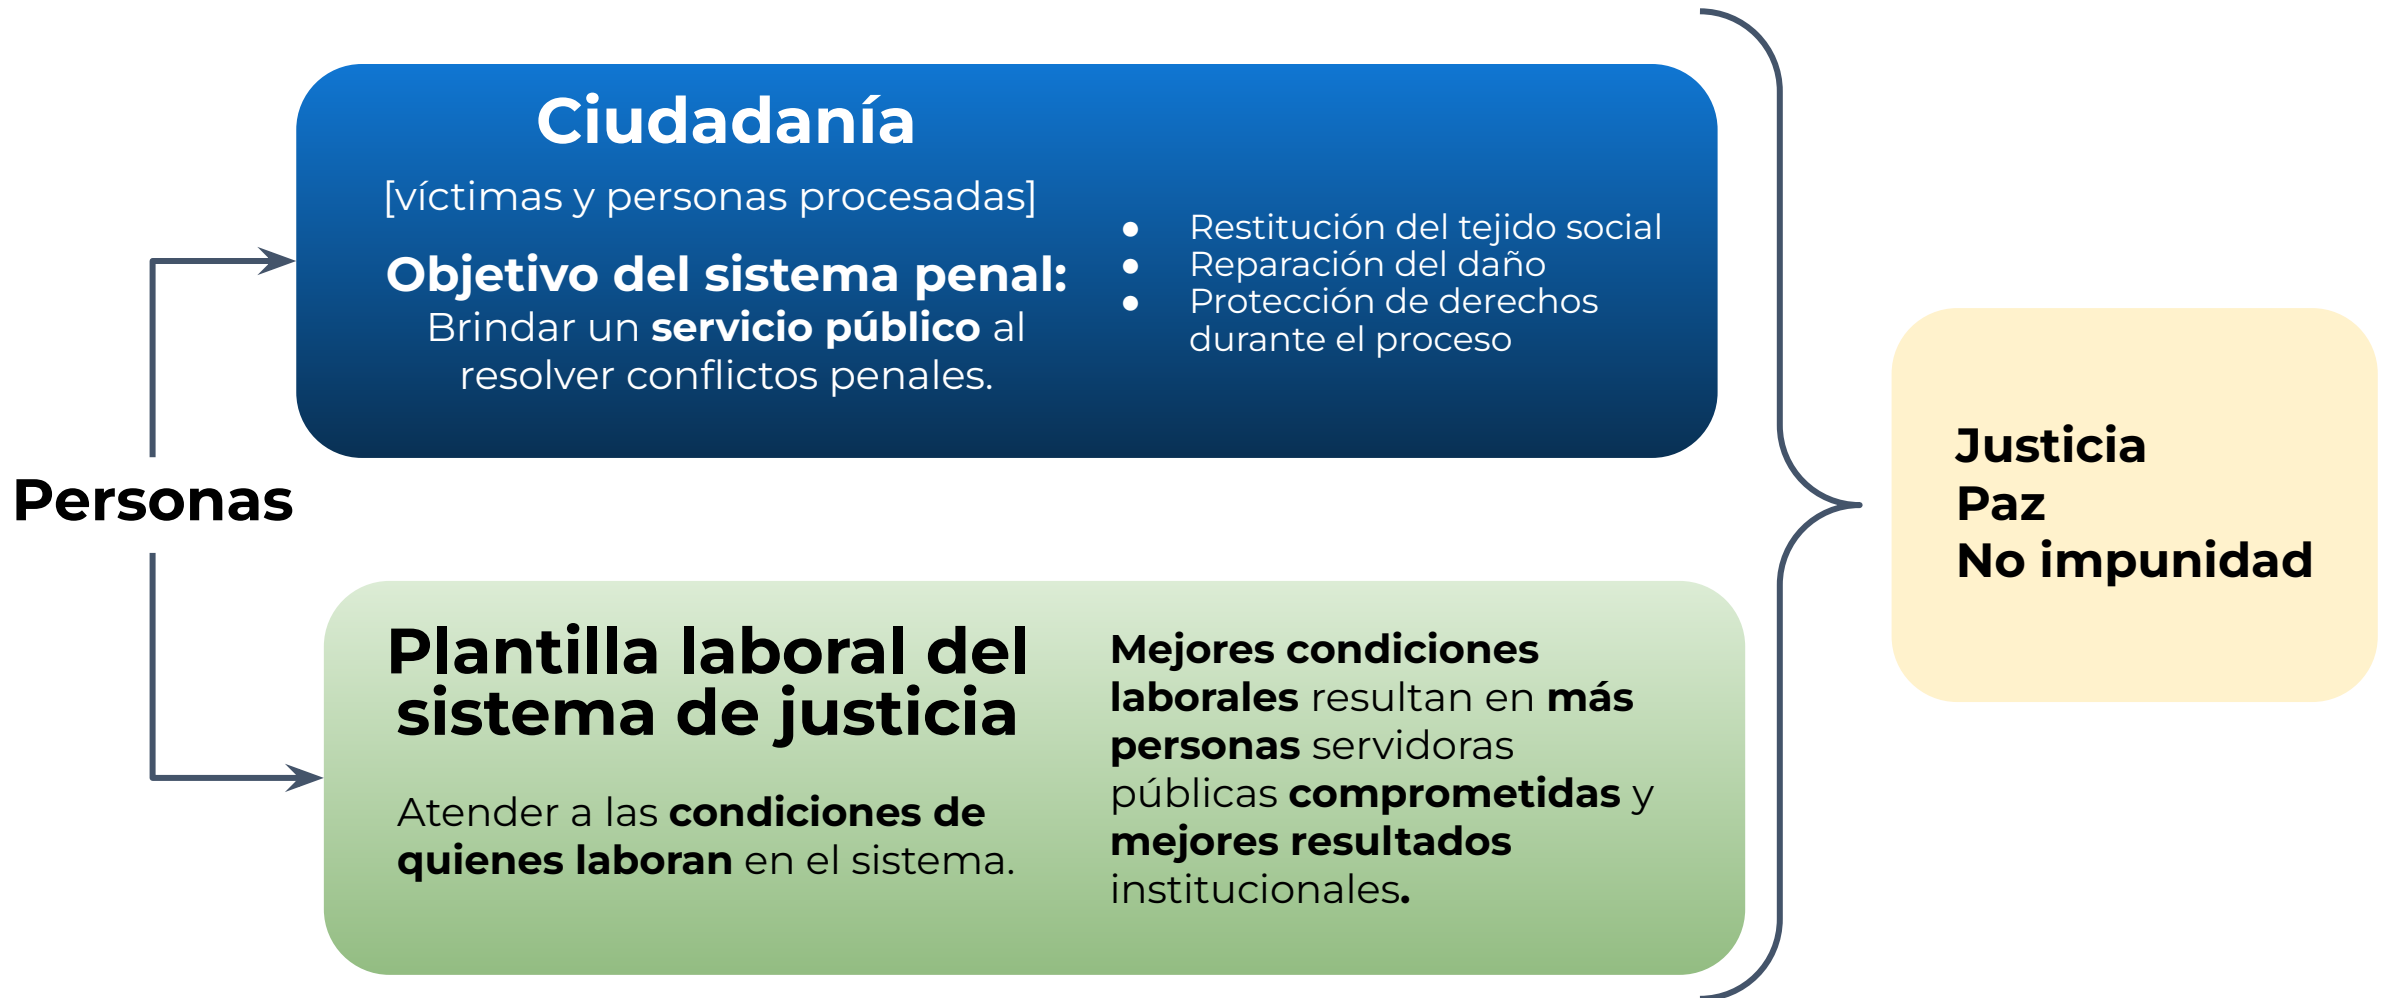 Personas
Ciudadanía
[víctimas y personas procesadas]
Objetivo del sistema penal:
Brindar un servicio público al
resolver conflictos penales.
● Restitución del tejido social
● Reparación del daño
● Protección de derechos
durante el proceso
Plantilla laboral del
sistema de justicia
Atender a las condiciones de
quienes laboran en el sistema.
Mejores condiciones
laborales resultan en más
personas servidoras
públicas comprometidas y
mejores resultados
institucionales.
Justicia
Paz
No impunidad